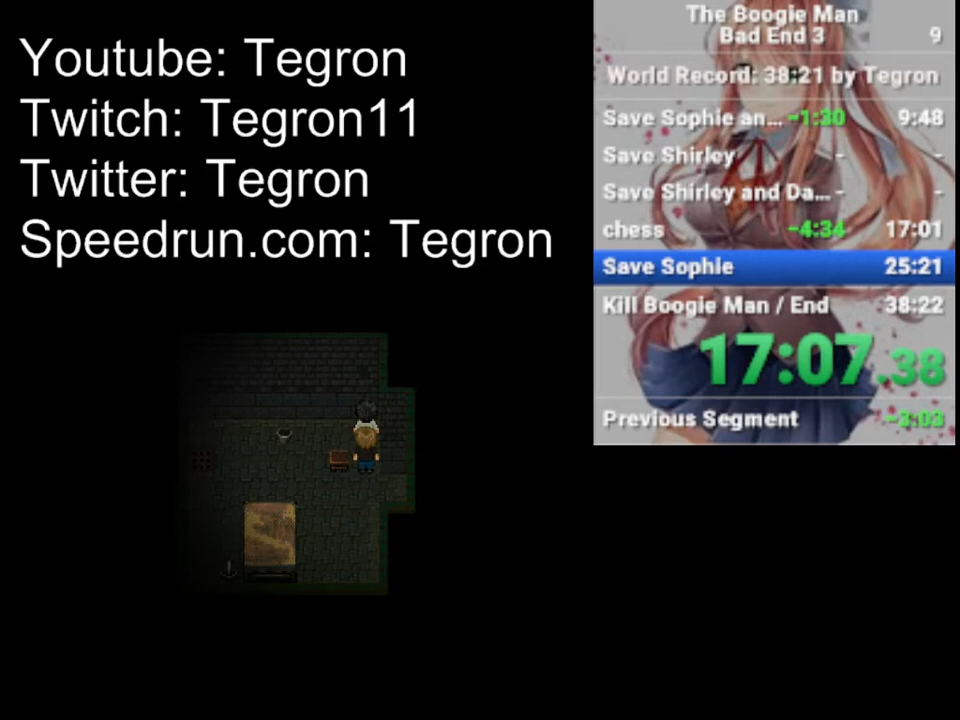 Youtube: Tegron
Twitch: Tegron11
Twitter: Tegron
Speedrun.com: Tegron
The Boogie Man
Bad End 3 9
World Record: 38:21 by Tegron
Save Sophie an... -1:30 9:48
Save Shirley - -
Save Shirley and Da... - -
chess -4:34 17:01
Save Sophie 25:21
Kill Boogie Man / End 38:22
17:07.38
Previous Segment -3:03